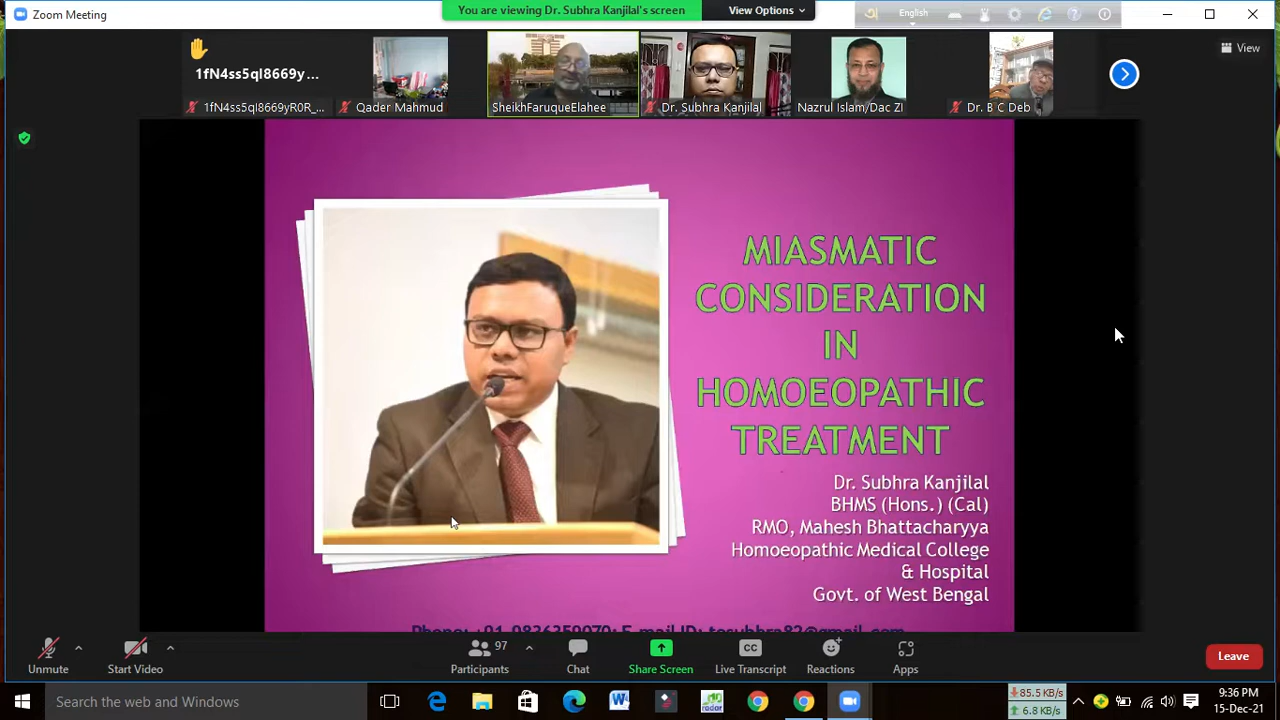 Zoom Meeting
You are viewing Dr. Subhra Kanjilal's screen
View Options
English
1fN4ss5qI8669y...
1fN4ss5qI8669yR0R_...
Qader Mahmud
SheikhFaruqueElahee
Dr. Subhra Kanjilal
Nazrul Islam/Dac ZI
Dr. B C Deb
View
MIASMATIC
CONSIDERATION
IN
HOMOEOPATHIC
TREATMENT
Dr. Subhra Kanjilal
BHMS (Hons.) (Cal)
RMO, Mahesh Bhattacharyya
Homoeopathic Medical College
& Hospital
Govt. of West Bengal
Unmute
Start Video
97
Participants
Chat
Share Screen
CC
Live Transcript
Reactions
Apps
Leave
Search the web and Windows
85.5 KB/s
6.8 KB/s
9:36 PM
15-Dec-21